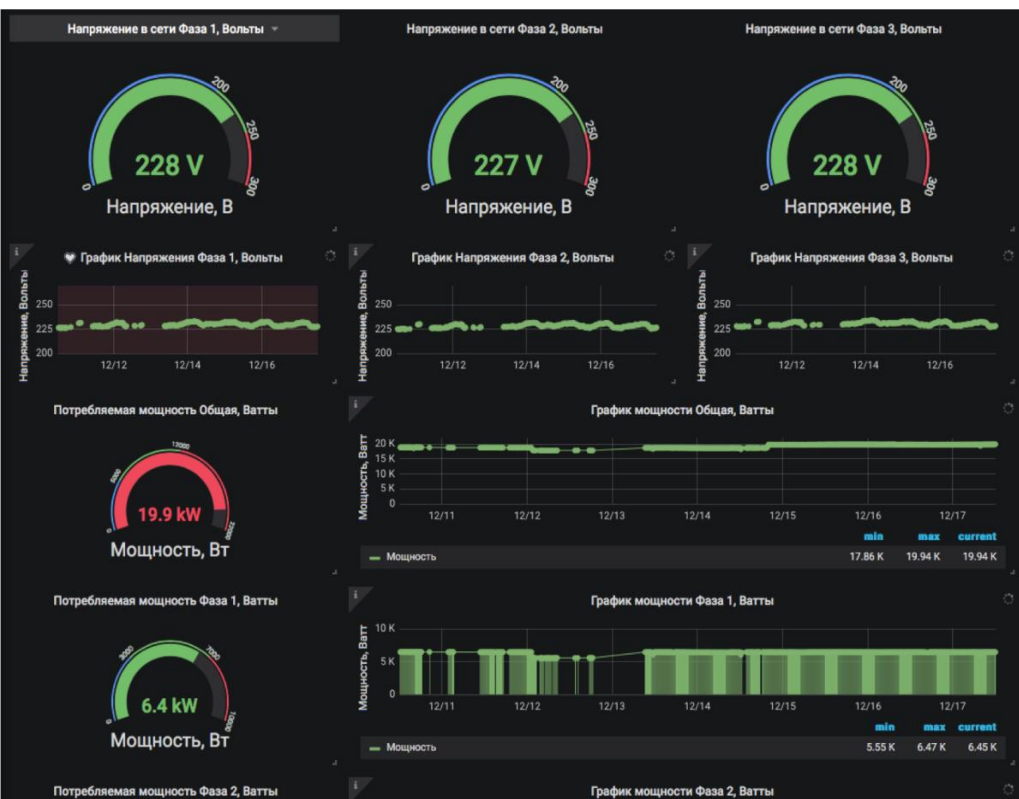 Напряжение в сети Фаза 1, Вольты
Напряжение в сети Фаза 2, Вольты
Напряжение в сети Фаза 3, Вольты
0 200 250 300
228 V
Напряжение, В
0 200 250 300
227 V
Напряжение, В
0 200 250 300
228 V
Напряжение, В
График Напряжения Фаза 1, Вольты
Напряжение, Вольты
250
225
200
12/12 12/14 12/16
График Напряжения Фаза 2, Вольты
Напряжение, Вольты
250
225
200
12/12 12/14 12/16
График Напряжения Фаза 3, Вольты
Напряжение, Вольты
250
225
200
12/12 12/14 12/16
Потребляемая мощность Общая, Ватты
0
19.9 kW
Мощность, Вт
График мощности Общая, Ватты
Мощность, Ватт
20 K
15 K
10 K
5 K
0
12/11 12/12 12/13 12/14 12/15 12/16 12/17
min max current
Мощность 17.86 K 19.94 K 19.94 K
Потребляемая мощность Фаза 1, Ватты
0 3000 7000 10000
6.4 kW
Мощность, Вт
График мощности Фаза 1, Ватты
Мощность, Ватт
10 K
5 K
0
12/11 12/12 12/13 12/14 12/15 12/16 12/17
min max current
Мощность 5.55 K 6.47 K 6.45 K
Потребляемая мощность Фаза 2, Ватты
График мощности Фаза 2, Ватты